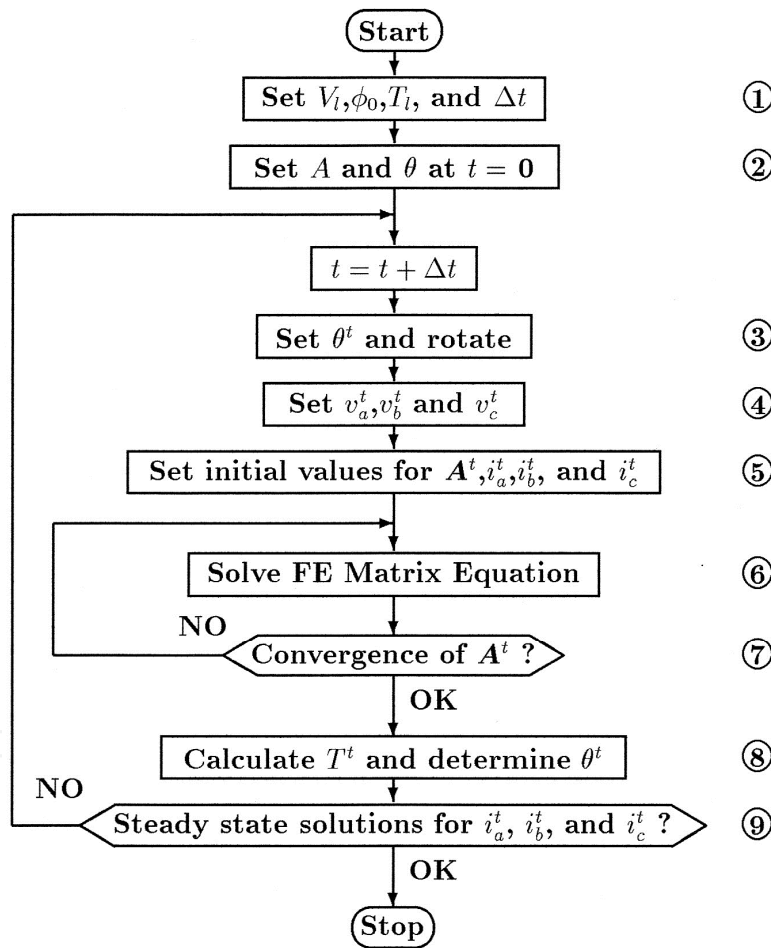 Start
Set V_l,ϕ_0,T_l, and Δt ①
Set A and θ at t = 0 ②
t = t + Δt
Set θ^t and rotate ③
Set v_a^t,v_b^t and v_c^t ④
Set initial values for A^t,i_a^t,i_b^t, and i_c^t ⑤
Solve FE Matrix Equation ⑥
NO
Convergence of A^t ? ⑦
OK
Calculate T^t and determine θ^t ⑧
NO
Steady state solutions for i_a^t, i_b^t, and i_c^t ? ⑨
OK
Stop